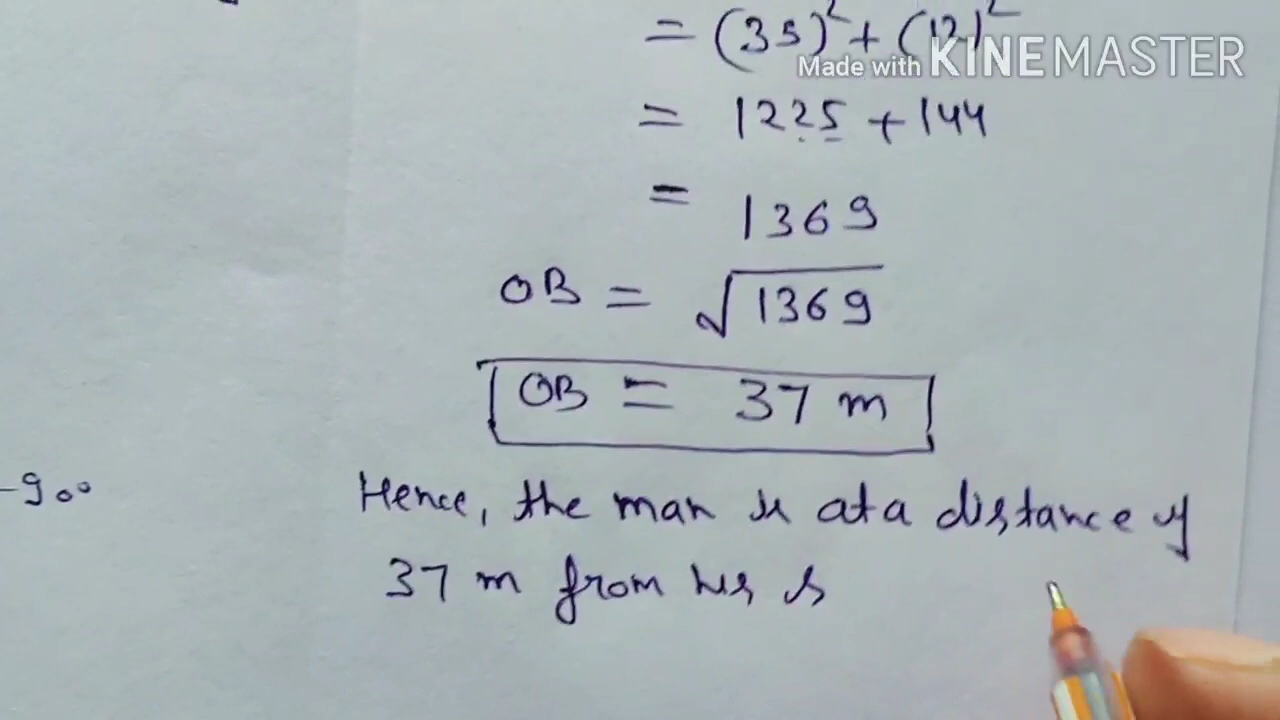 = (35)² + (12)²
Made with KINEMASTER
= 1225 + 144
= 1369
OB = √1369
OB = 37 m
-90°
Hence, the man is at a distance of
37 m from his s